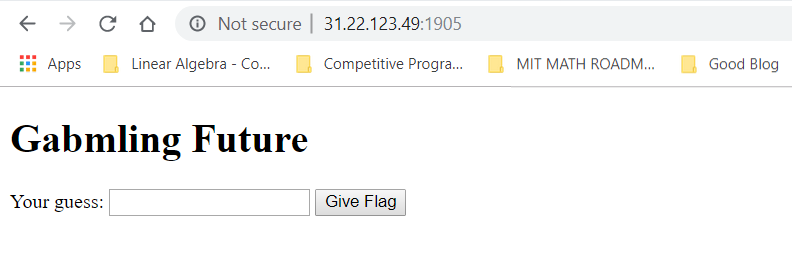 Not secure | 31.22.123.49:1905
Apps Linear Algebra - Co... Competitive Progra... MIT MATH ROADM... Good Blog
Gabmling Future
Your guess: Give Flag